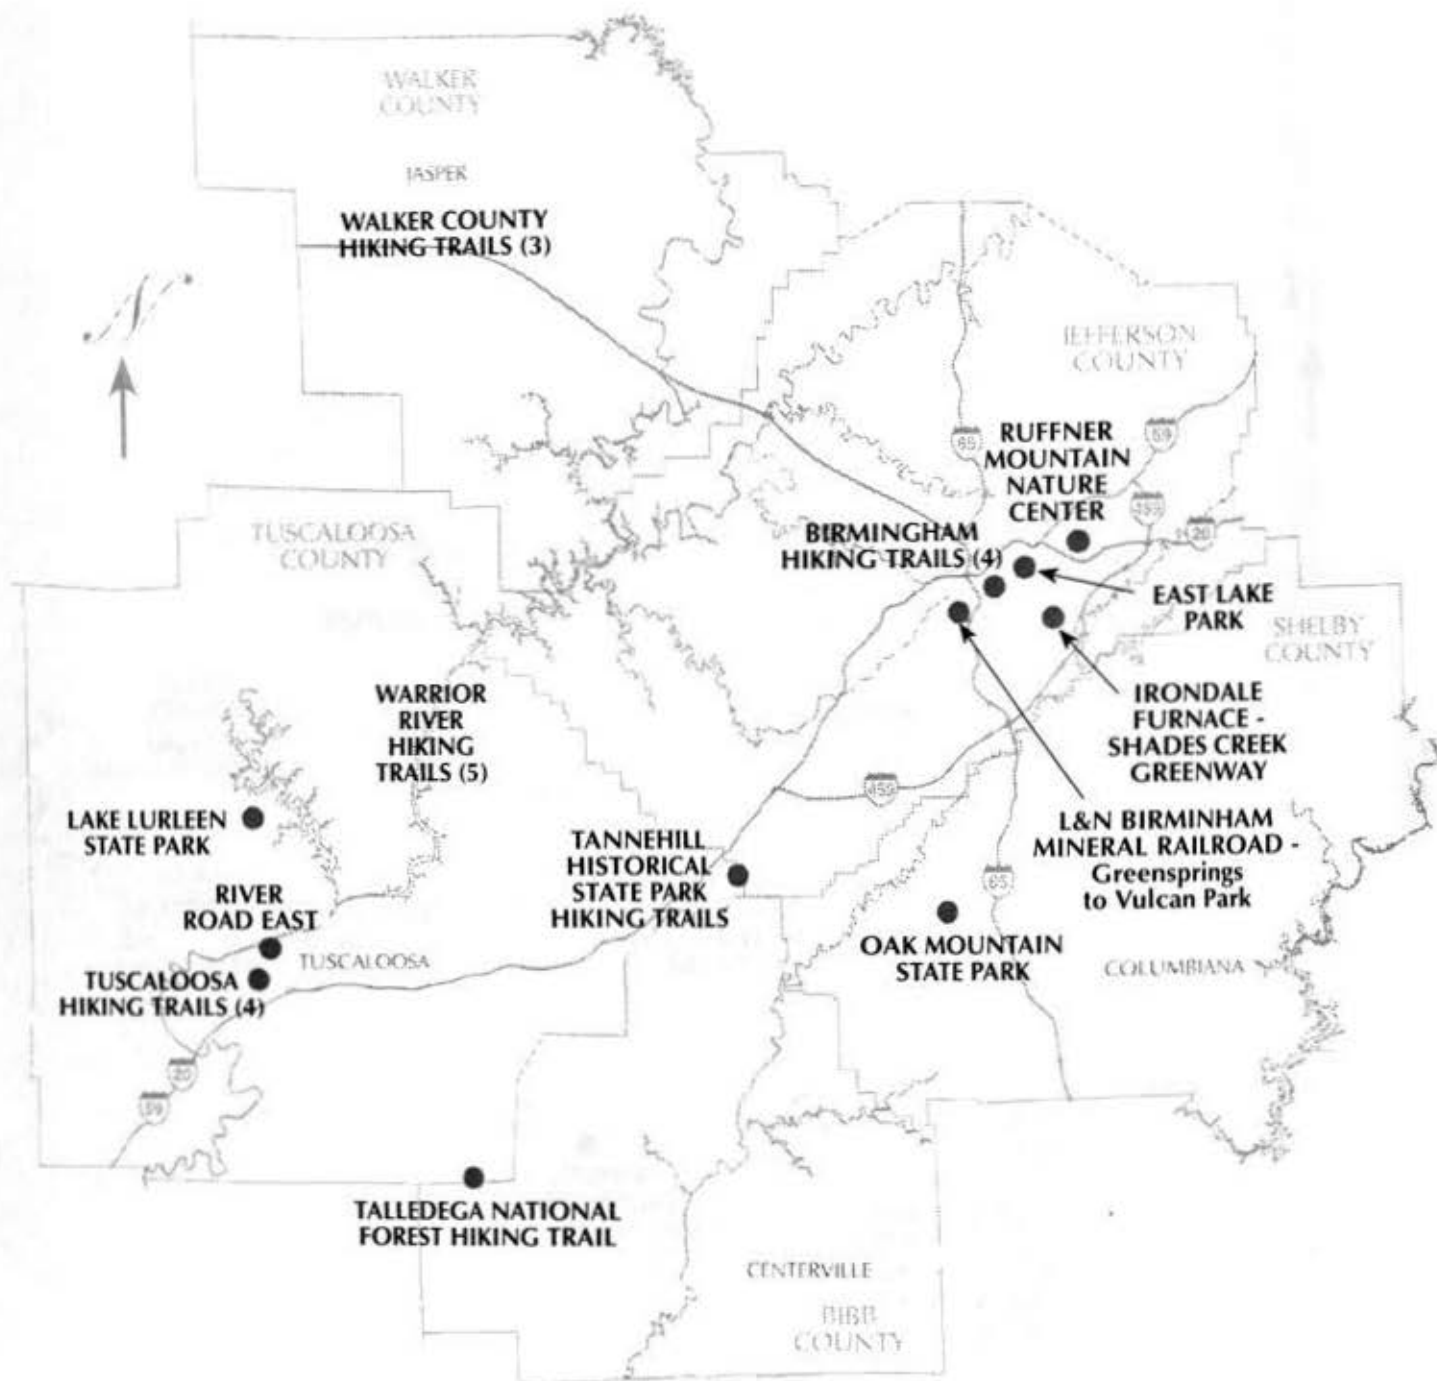 WALKER
COUNTY
JASPER
WALKER COUNTY
HIKING TRAILS (3)
JEFFERSON
COUNTY
65
59
RUFFNER
MOUNTAIN
NATURE
CENTER
459
20
TUSCALOOSA
COUNTY
BIRMINGHAM
HIKING TRAILS (4)
EAST LAKE
PARK
SHELBY
COUNTY
WARRIOR
RIVER
HIKING
TRAILS (5)
IRONDALE
FURNACE -
SHADES CREEK
GREENWAY
459
LAKE LURLEEN
STATE PARK
L&N BIRMINHAM
MINERAL RAILROAD -
Greensprings
to Vulcan Park
TANNEHILL
HISTORICAL
STATE PARK
HIKING TRAILS
65
RIVER
ROAD EAST
OAK MOUNTAIN
STATE PARK
TUSCALOOSA
COLUMBIANA
TUSCALOOSA
HIKING TRAILS (4)
20
59
TALLEDEGA NATIONAL
FOREST HIKING TRAIL
CENTERVILLE
BIBB
COUNTY